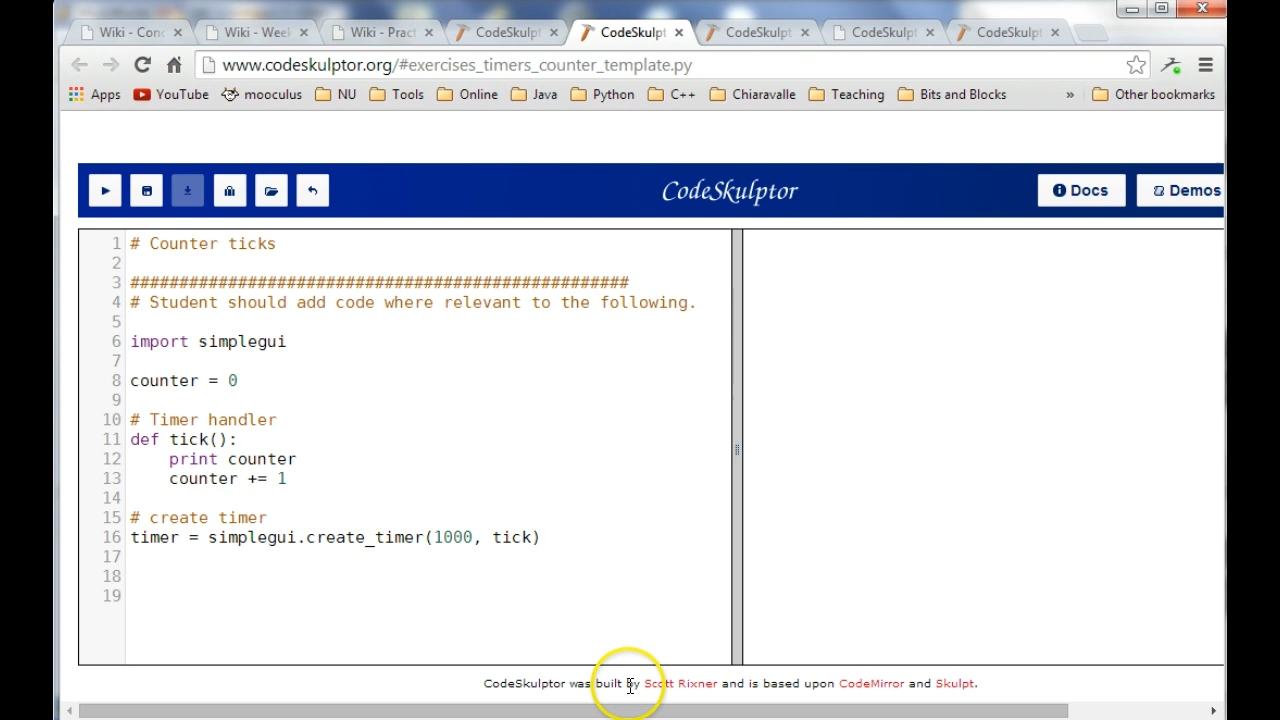 Wiki - Conc
Wiki - Week
Wiki - Pract
CodeSkulpt
CodeSkulpt
CodeSkulpt
CodeSkulpt
CodeSkulpt
www.codeskulptor.org/#exercises_timers_counter_template.py
Apps YouTube mooculus NU Tools Online Java Python C++ Chiaravalle Teaching Bits and Blocks » Other bookmarks
CodeSkulptor
Docs
Demos
1 # Counter ticks
2
3 ###################################################
4 # Student should add code where relevant to the following.
5
6 import simplegui
7
8 counter = 0
9
10 # Timer handler
11 def tick():
12     print counter
13     counter += 1
14
15 # create timer
16 timer = simplegui.create_timer(1000, tick)
17
18
19
CodeSkulptor was built by Scott Rixner and is based upon CodeMirror and Skulpt.